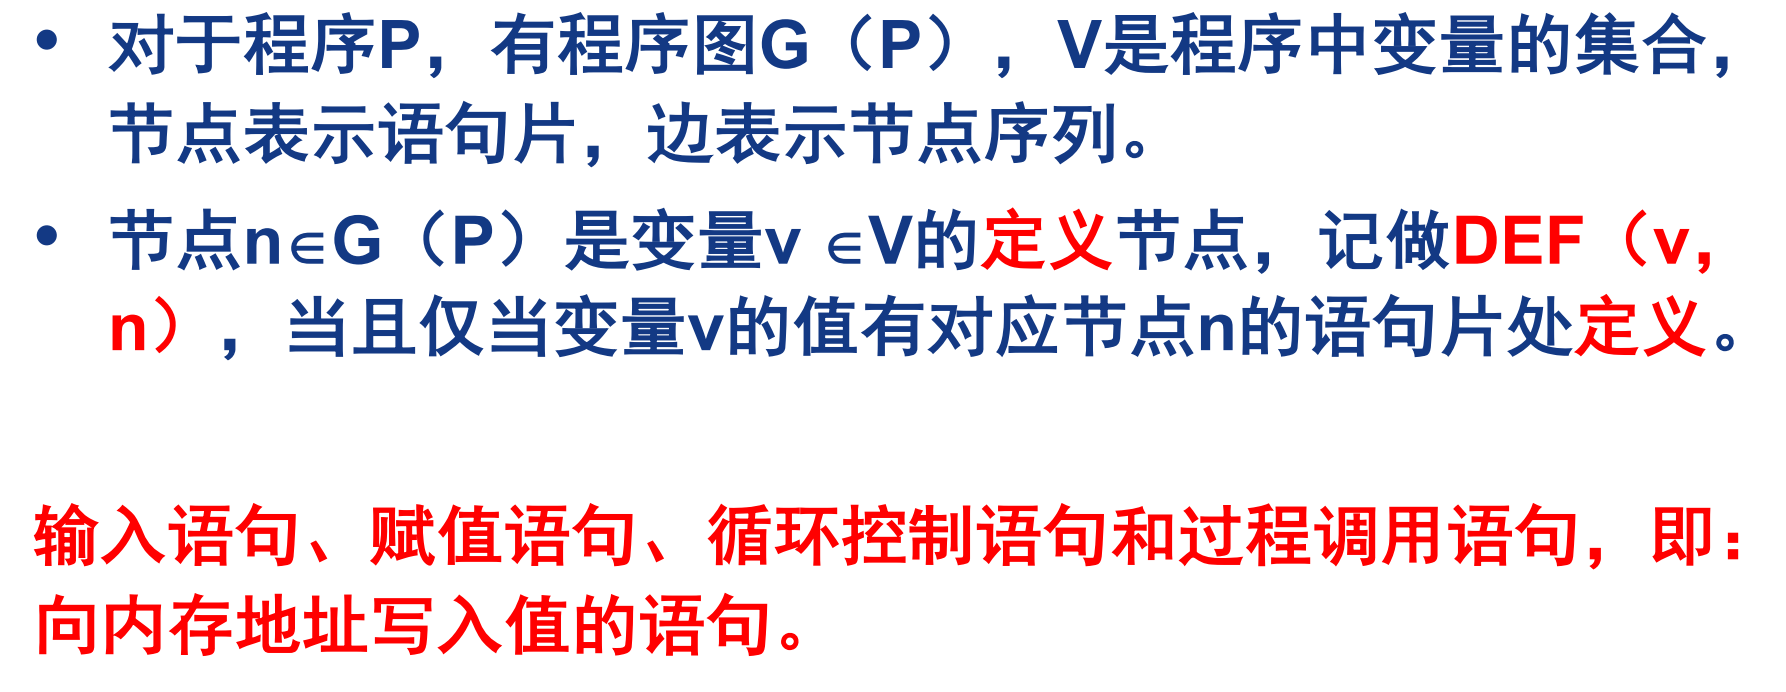 • 对于程序P，有程序图G（P），V是程序中变量的集合，
节点表示语句片，边表示节点序列。
• 节点n∈G（P）是变量v ∈V的定义节点，记做DEF（v，
n），当且仅当变量v的值有对应节点n的语句片处定义。
输入语句、赋值语句、循环控制语句和过程调用语句，即：
向内存地址写入值的语句。